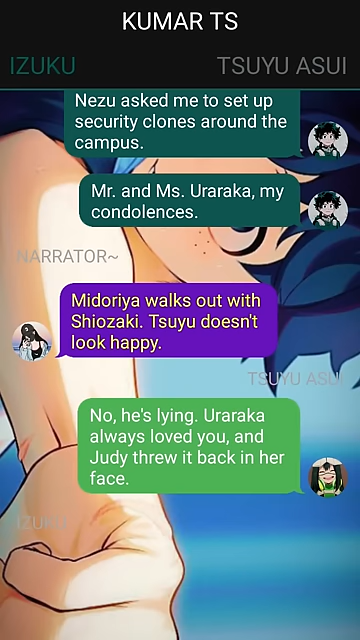 KUMAR TS
IZUKU
TSUYU ASUI
Nezu asked me to set up
security clones around the
campus.
Mr. and Ms. Uraraka, my
condolences.
NARRATOR~
Midoriya walks out with
Shiozaki. Tsuyu doesn't
look happy.
TSUYU ASUI
No, he's lying. Uraraka
always loved you, and
Judy threw it back in her
face.
IZUKU